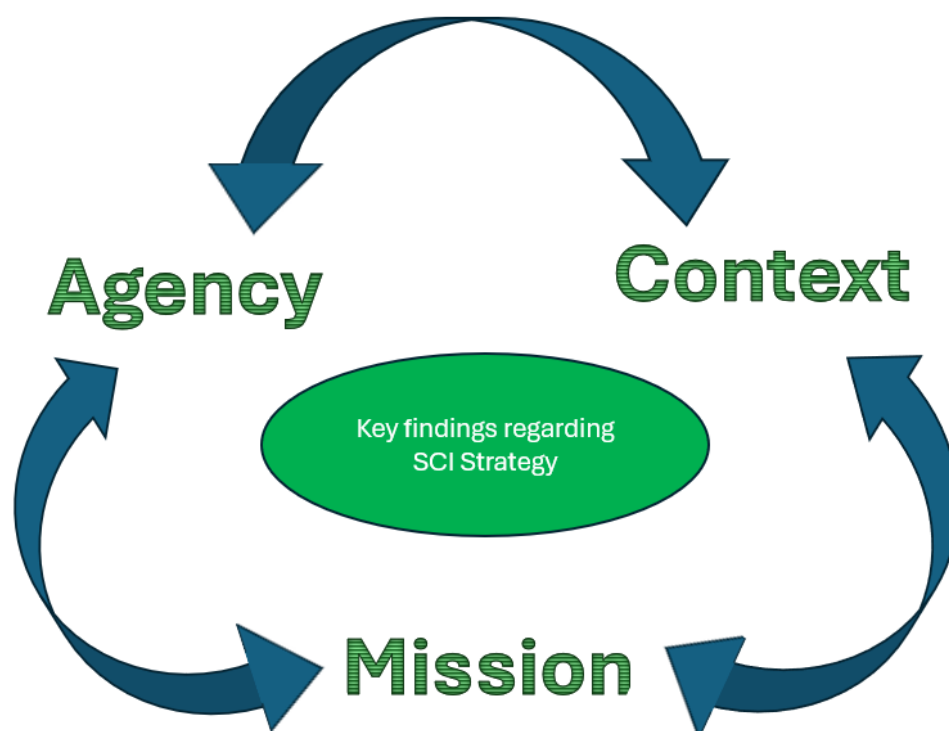 Agency
Context
Key findings regarding
SCI Strategy
Mission